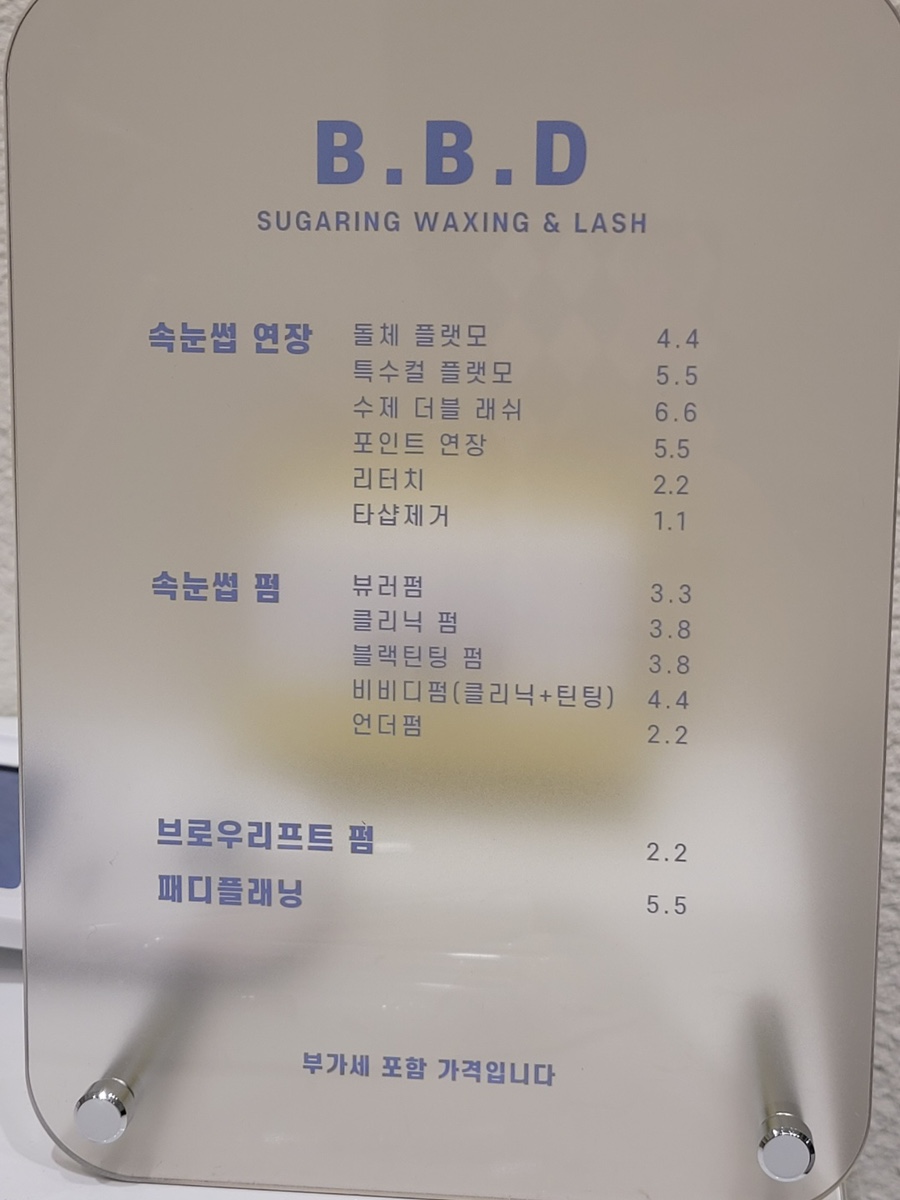 B.B.D
SUGARING WAXING & LASH
속눈썹 연장 돌체 플랫모 4.4
특수컬 플랫모 5.5
수제 더블 래쉬 6.6
포인트 연장 5.5
리터치 2.2
타샵제거 1.1
속눈썹 펌 뷰러펌 3.3
클리닉 펌 3.8
블랙틴팅 펌 3.8
비비디펌(클리닉+틴팅) 4.4
언더펌 2.2
브로우리프트 펌 2.2
패디플래닝 5.5
부가세 포함 가격입니다